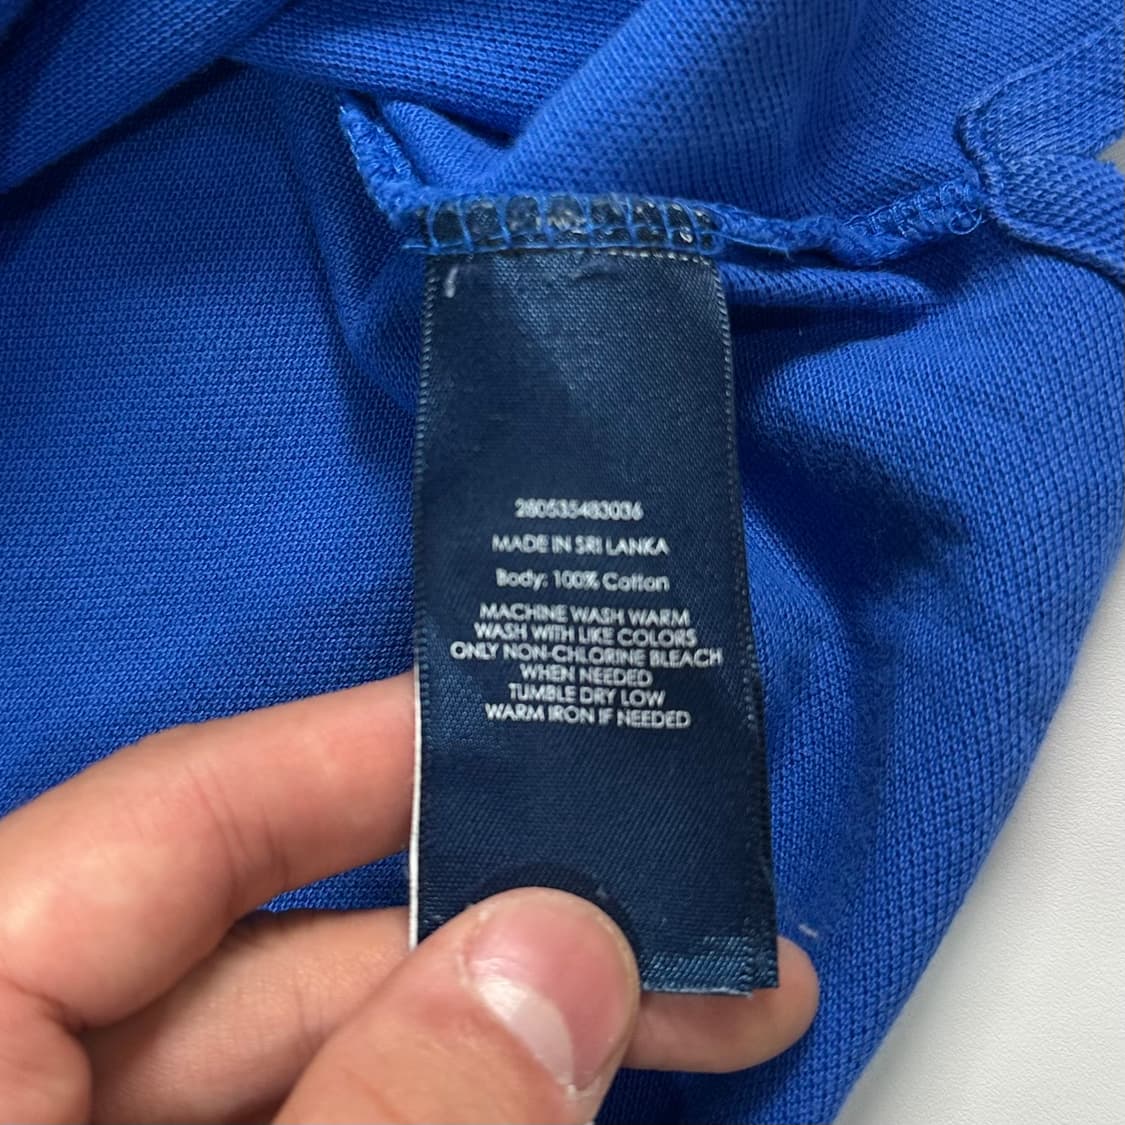 280535483036
MADE IN SRI LANKA
Body: 100% Cotton
MACHINE WASH WARM
WASH WITH LIKE COLORS
ONLY NON-CHLORINE BLEACH
WHEN NEEDED
TUMBLE DRY LOW
WARM IRON IF NEEDED